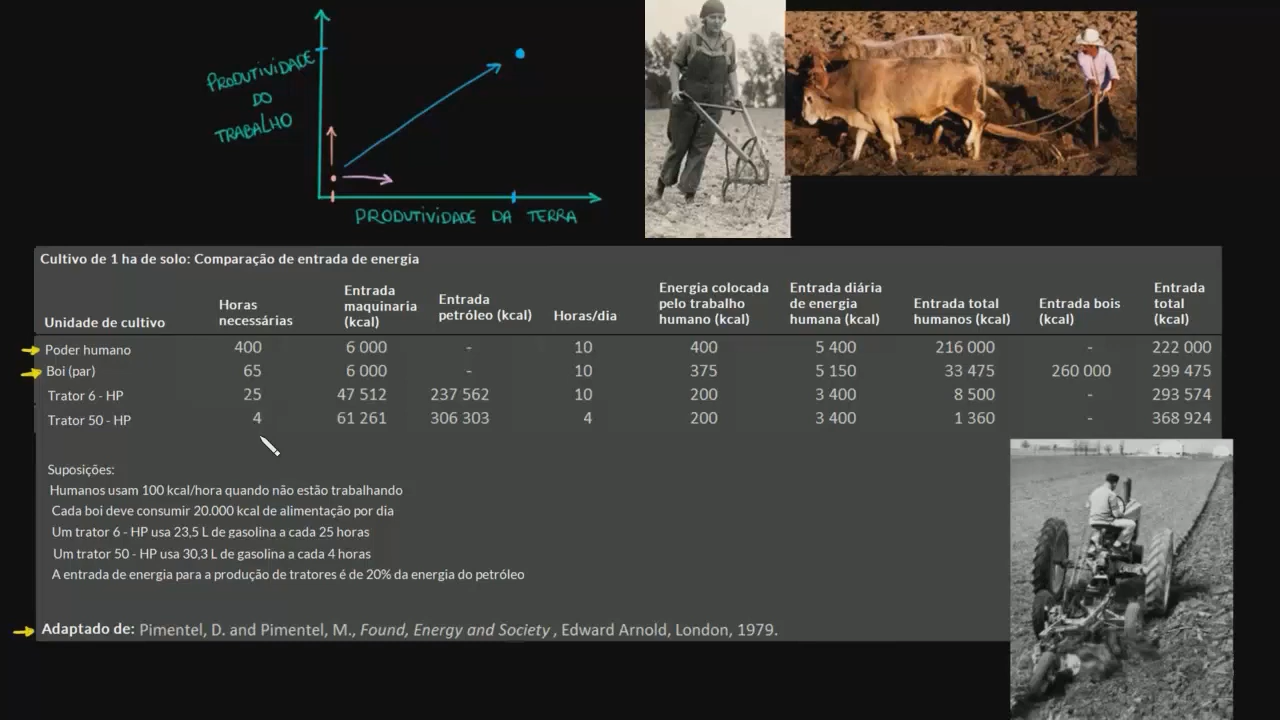 PRODUTIVIDADE
DO
TRABALHO
PRODUTIVIDADE DA TERRA
Cultivo de 1 ha de solo: Comparação de entrada de energia
Unidade de cultivo Horas necessárias Entrada maquinaria (kcal) Entrada petróleo (kcal) Horas/dia Energia colocada pelo trabalho humano (kcal) Entrada diária de energia humana (kcal) Entrada total humanos (kcal) Entrada bois (kcal) Entrada total (kcal)
Poder humano 400 6 000 - 10 400 5 400 216 000 - 222 000
Boi (par) 65 6 000 - 10 375 5 150 33 475 260 000 299 475
Trator 6 - HP 25 47 512 237 562 10 200 3 400 8 500 - 293 574
Trator 50 - HP 4 61 261 306 303 4 200 3 400 1 360 - 368 924
Suposições:
Humanos usam 100 kcal/hora quando não estão trabalhando
Cada boi deve consumir 20.000 kcal de alimentação por dia
Um trator 6 - HP usa 23,5 L de gasolina a cada 25 horas
Um trator 50 - HP usa 30,3 L de gasolina a cada 4 horas
A entrada de energia para a produção de tratores é de 20% da energia do petróleo
Adaptado de: Pimentel, D. and Pimentel, M., Found, Energy and Society , Edward Arnold, London, 1979.